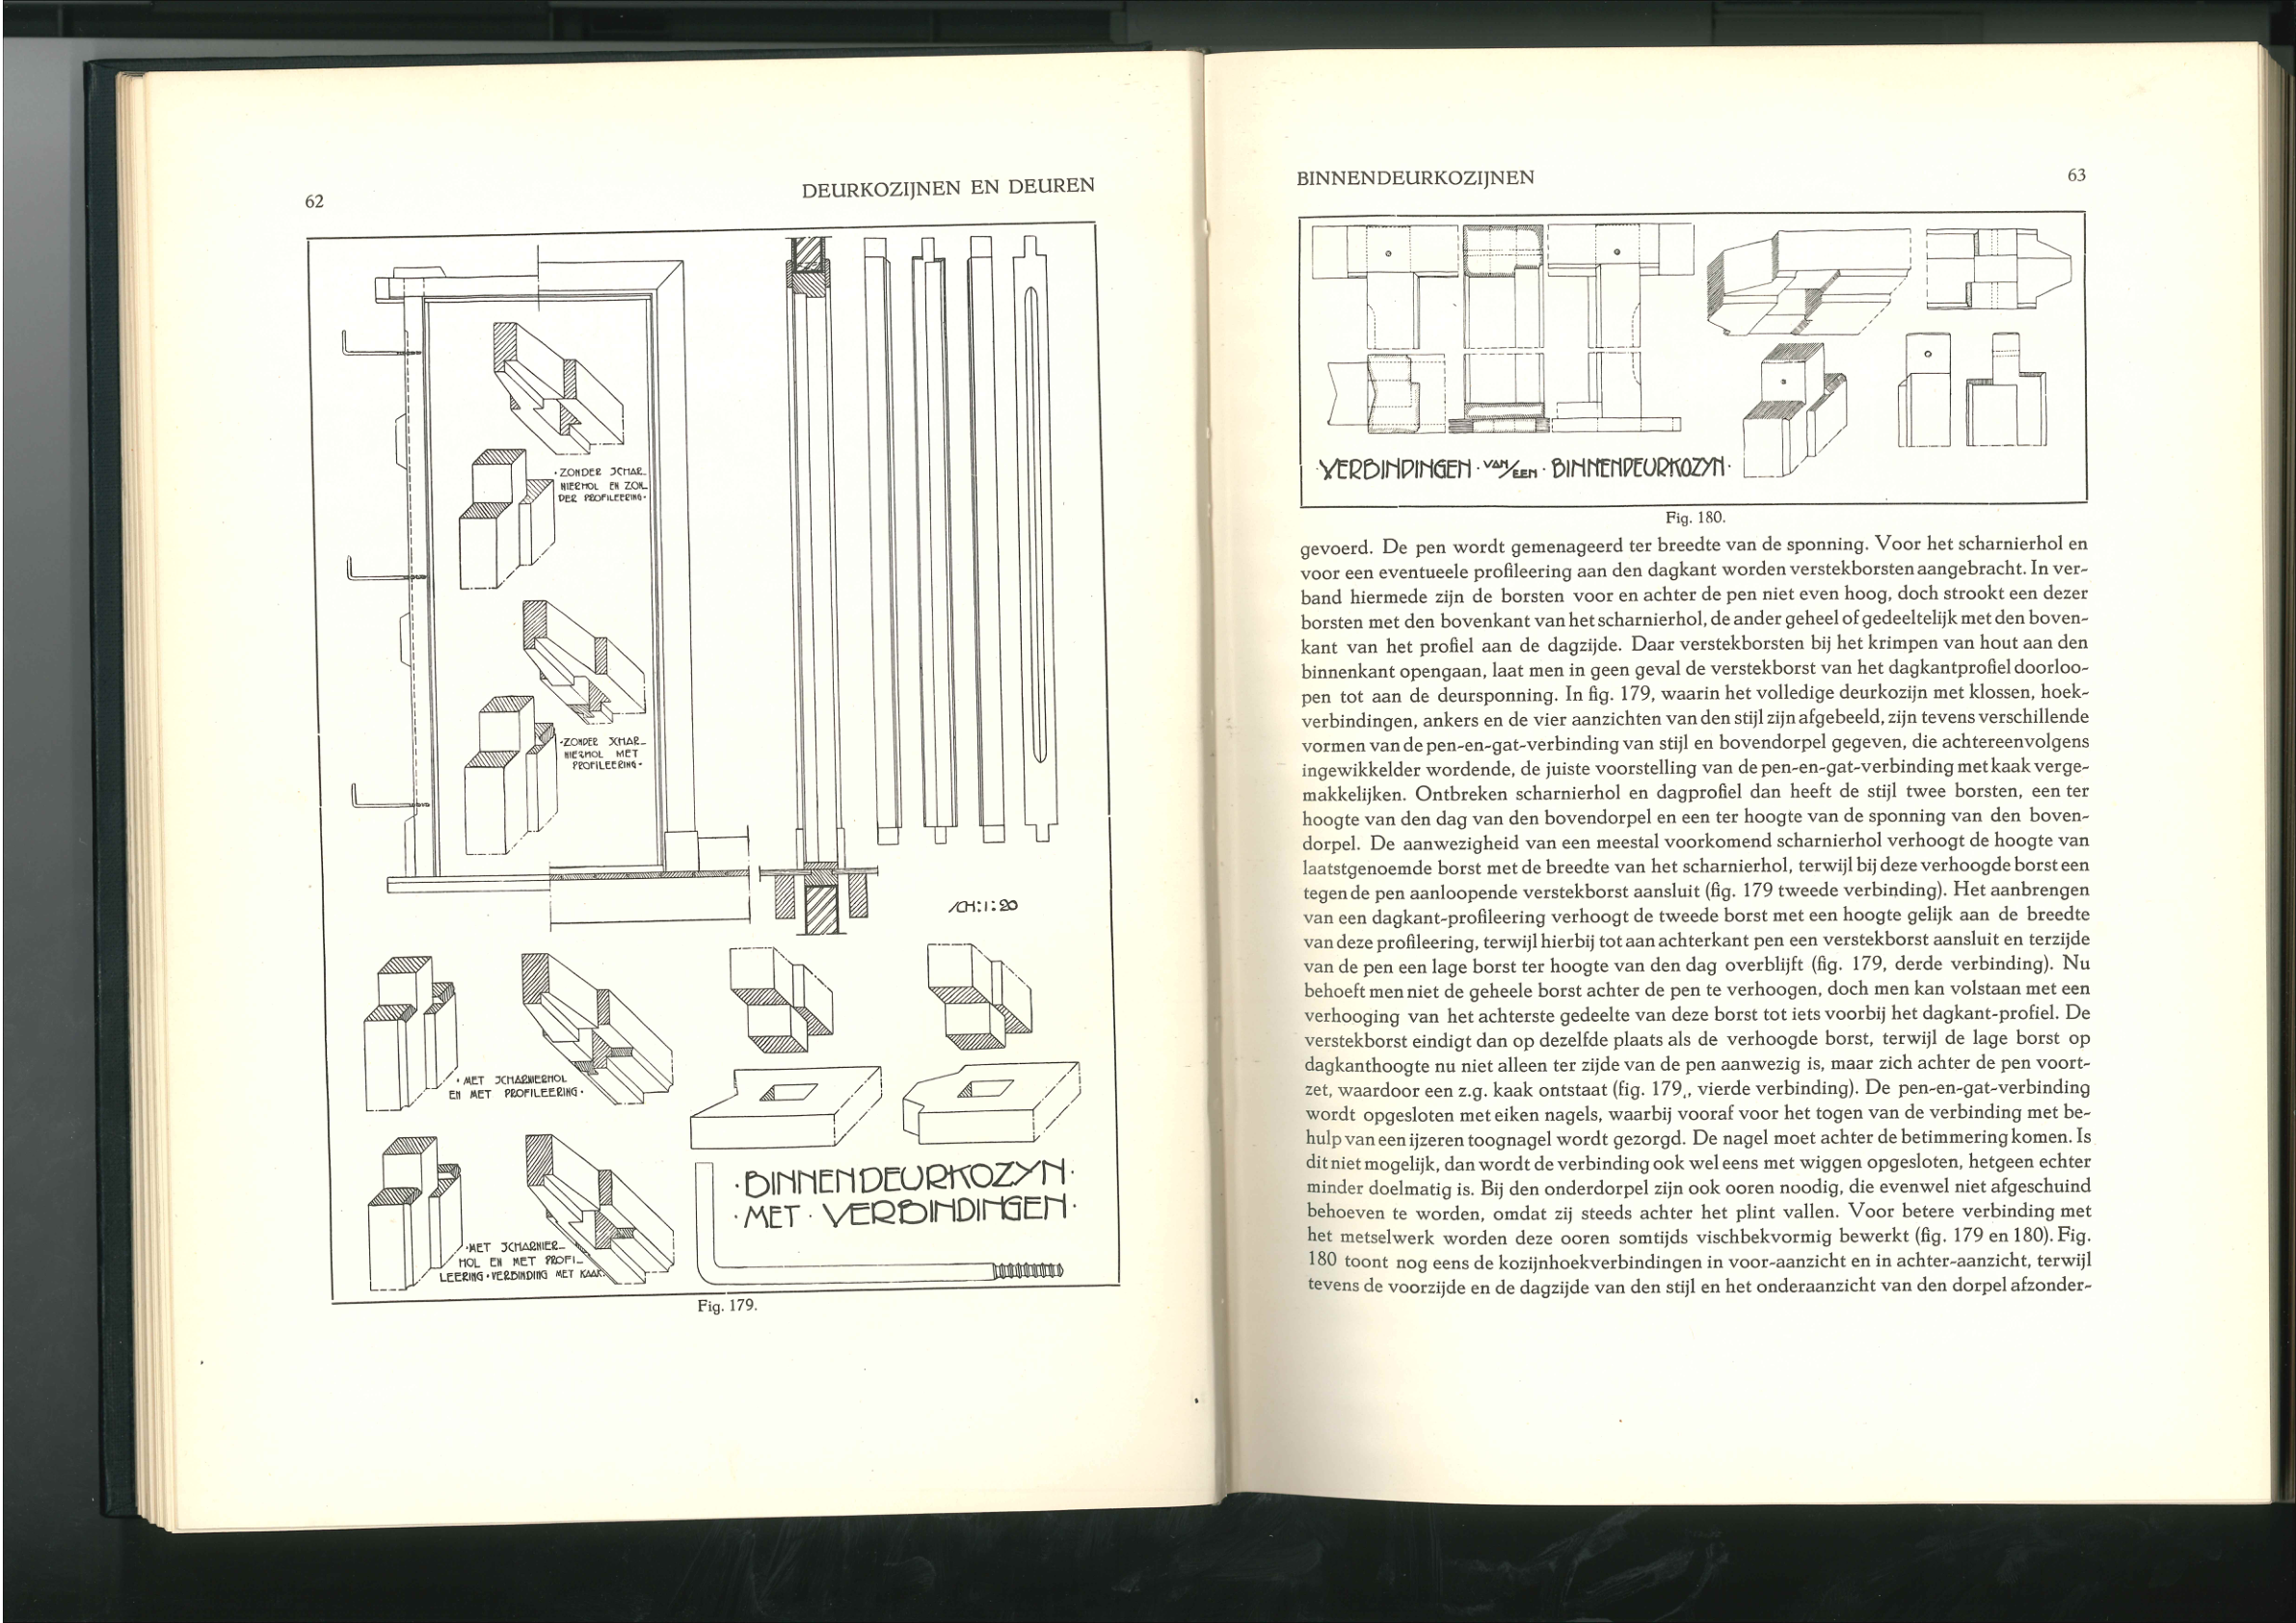 62
DEURKOZIJNEN EN DEUREN
·ZONDER SCHAR-
NIERHOL EN ZON-
DER PROFILEERING·
·ZONDER SCHAR-
NIERHOL MET
PROFILEERING·
SCH:1:20
·MET SCHARNIERHOL
EN MET PROFILEERING·
·MET SCHARNIER-
HOL EN MET PROFI-
LEERING·VERBINDING MET KAAK·
·BINNENDEURKOZYN·
·MET·VERBINDINGEN·
Fig. 179.
BINNENDEURKOZIJNEN
63
·VERBINDINGEN·VAN/EEN·BINNENDEURKOZYN·
Fig. 180.
gevoerd. De pen wordt gemenageerd ter breedte van de sponning. Voor het scharnierhol en
voor een eventueele profileering aan den dagkant worden verstekborsten aangebracht. In ver-
band hiermede zijn de borsten voor en achter de pen niet even hoog, doch strookt een dezer
borsten met den bovenkant van het scharnierhol, de ander geheel of gedeeltelijk met den boven-
kant van het profiel aan de dagzijde. Daar verstekborsten bij het krimpen van hout aan den
binnenkant opengaan, laat men in geen geval de verstekborst van het dagkantprofiel doorloo-
pen tot aan de deursponning. In fig. 179, waarin het volledige deurkozijn met klossen, hoek-
verbindingen, ankers en de vier aanzichten van den stijl zijn afgebeeld, zijn tevens verschillende
vormen van de pen-en-gat-verbinding van stijl en bovendorpel gegeven, die achtereenvolgens
ingewikkelder wordende, de juiste voorstelling van de pen-en-gat-verbinding met kaak verge-
makkelijken. Ontbreken scharnierhol en dagprofiel dan heeft de stijl twee borsten, een ter
hoogte van den dag van den bovendorpel en een ter hoogte van de sponning van den boven-
dorpel. De aanwezigheid van een meestal voorkomend scharnierhol verhoogt de hoogte van
laatstgenoemde borst met de breedte van het scharnierhol, terwijl bij deze verhoogde borst een
tegen de pen aanloopende verstekborst aansluit (fig. 179 tweede verbinding). Het aanbrengen
van een dagkant-profileering verhoogt de tweede borst met een hoogte gelijk aan de breedte
van deze profileering, terwijl hierbij tot aan achterkant pen een verstekborst aansluit en terzijde
van de pen een lage borst ter hoogte van den dag overblijft (fig. 179, derde verbinding). Nu
behoeft men niet de geheele borst achter de pen te verhoogen, doch men kan volstaan met een
verhooging van het achterste gedeelte van deze borst tot iets voorbij het dagkant-profiel. De
verstekborst eindigt dan op dezelfde plaats als de verhoogde borst, terwijl de lage borst op
dagkanthoogte nu niet alleen ter zijde van de pen aanwezig is, maar zich achter de pen voort-
zet, waardoor een z.g. kaak ontstaat (fig. 179,, vierde verbinding). De pen-en-gat-verbinding
wordt opgesloten met eiken nagels, waarbij vooraf voor het togen van de verbinding met be-
hulp van een ijzeren toognagel wordt gezorgd. De nagel moet achter de betimmering komen. Is
dit niet mogelijk, dan wordt de verbinding ook wel eens met wiggen opgesloten, hetgeen echter
minder doelmatig is. Bij den onderdorpel zijn ook ooren noodig, die evenwel niet afgeschuind
behoeven te worden, omdat zij steeds achter het plint vallen. Voor betere verbinding met
het metselwerk worden deze ooren somtijds vischbekvormig bewerkt (fig. 179 en 180). Fig.
180 toont nog eens de kozijnhoekverbindingen in voor-aanzicht en in achter-aanzicht, terwijl
tevens de voorzijde en de dagzijde van den stijl en het onderaanzicht van den dorpel afzonder-